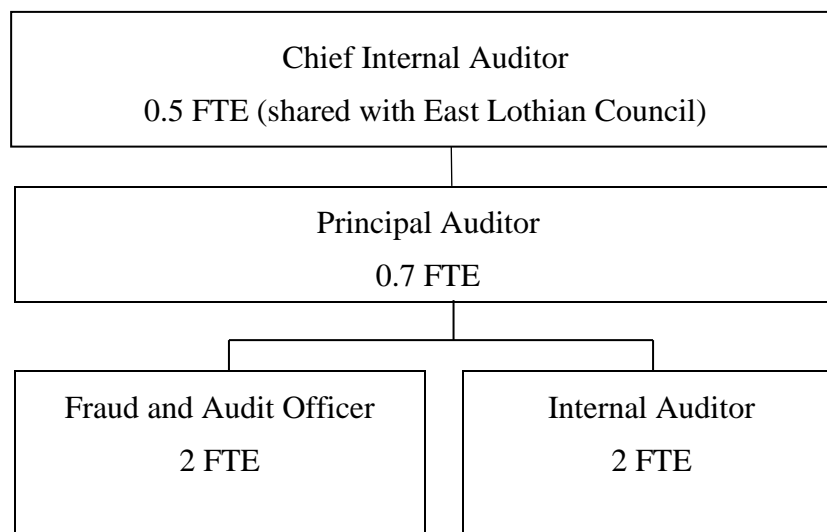 Chief Internal Auditor
0.5 FTE (shared with East Lothian Council)
Principal Auditor
0.7 FTE
Fraud and Audit Officer
2 FTE
Internal Auditor
2 FTE